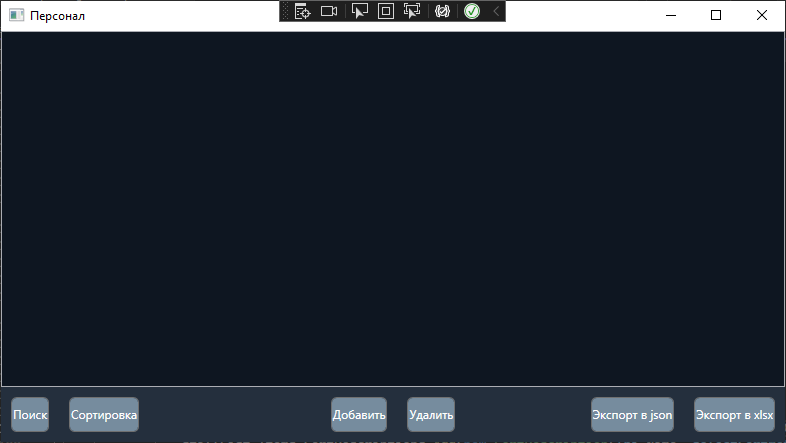 Персонал
Поиск
Сортировка
Добавить
Удалить
Экспорт в json
Экспорт в xlsx